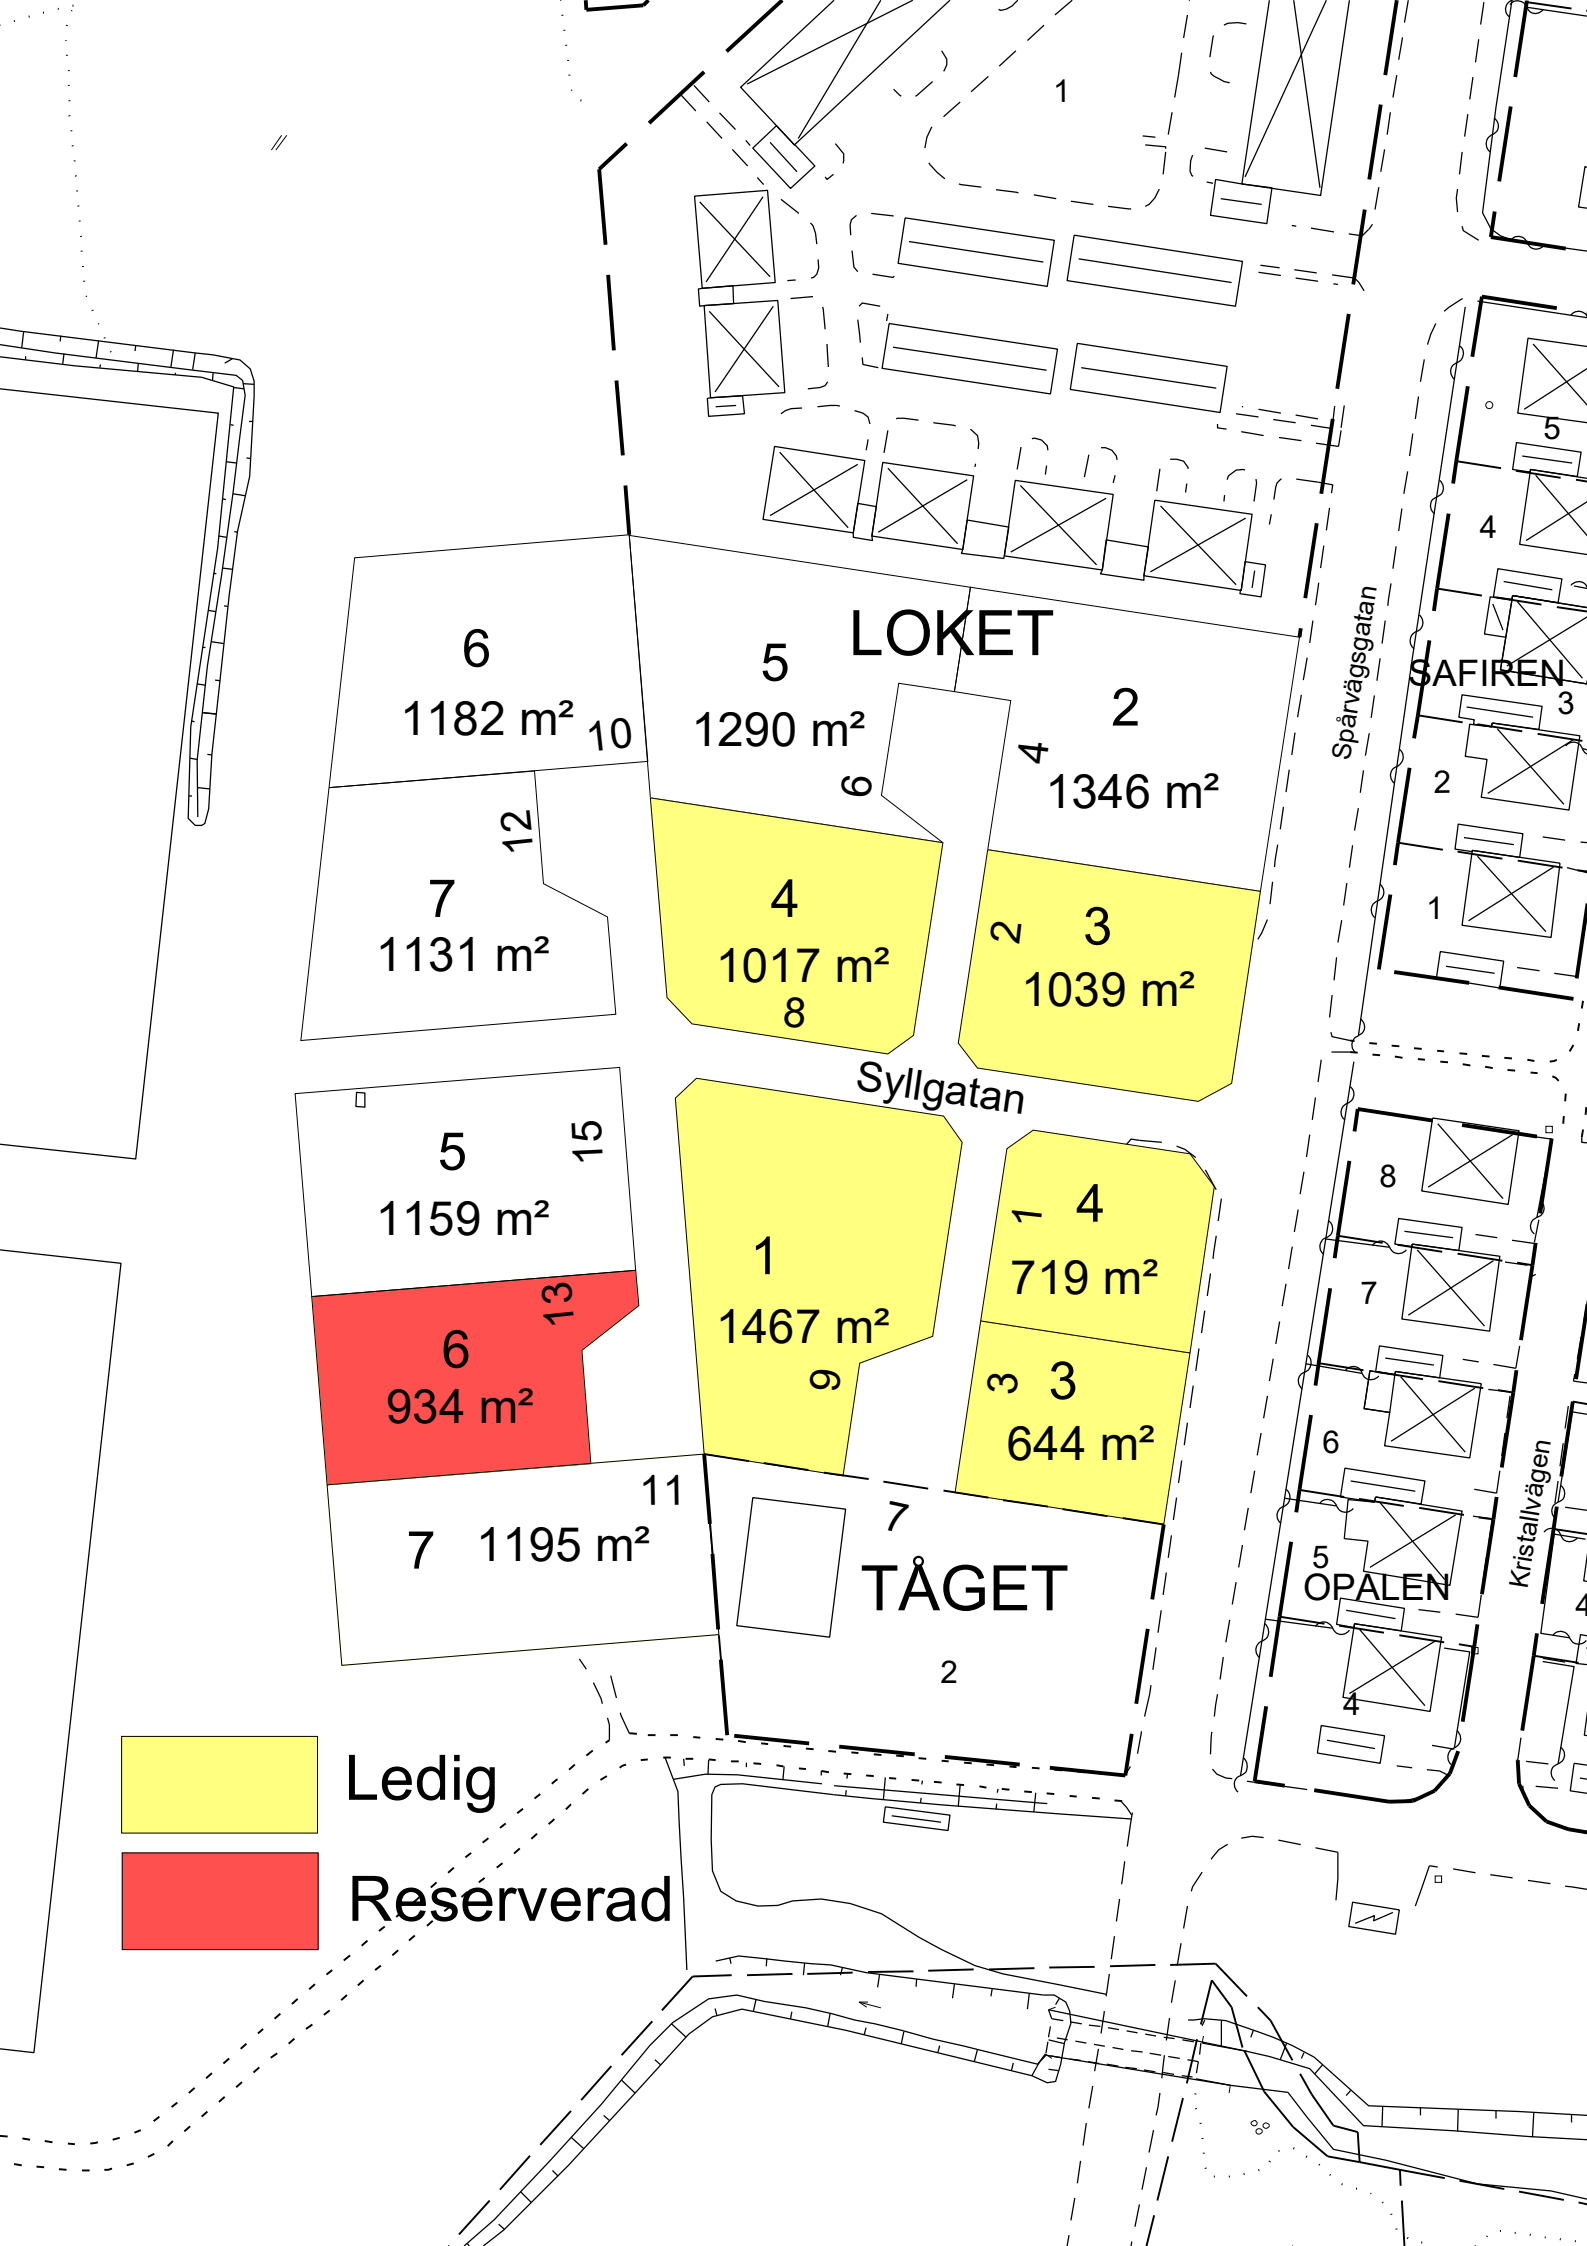 1
5
4
LOKET
6
1182 m²
10
5
1290 m²
6
2
1346 m²
4
Spårvägsgatan
SAFIREN
3
2
1
12
7
1131 m²
4
1017 m²
8
2
3
1039 m²
Syllgatan
5
15
1159 m²
13
6
934 m²
1
1467 m²
9
1
4
719 m²
3
3
644 m²
8
7
6
5
OPALEN
4
Kristallvägen
4
11
7 1195 m²
7
TÅGET
2
Ledig
Reserverad